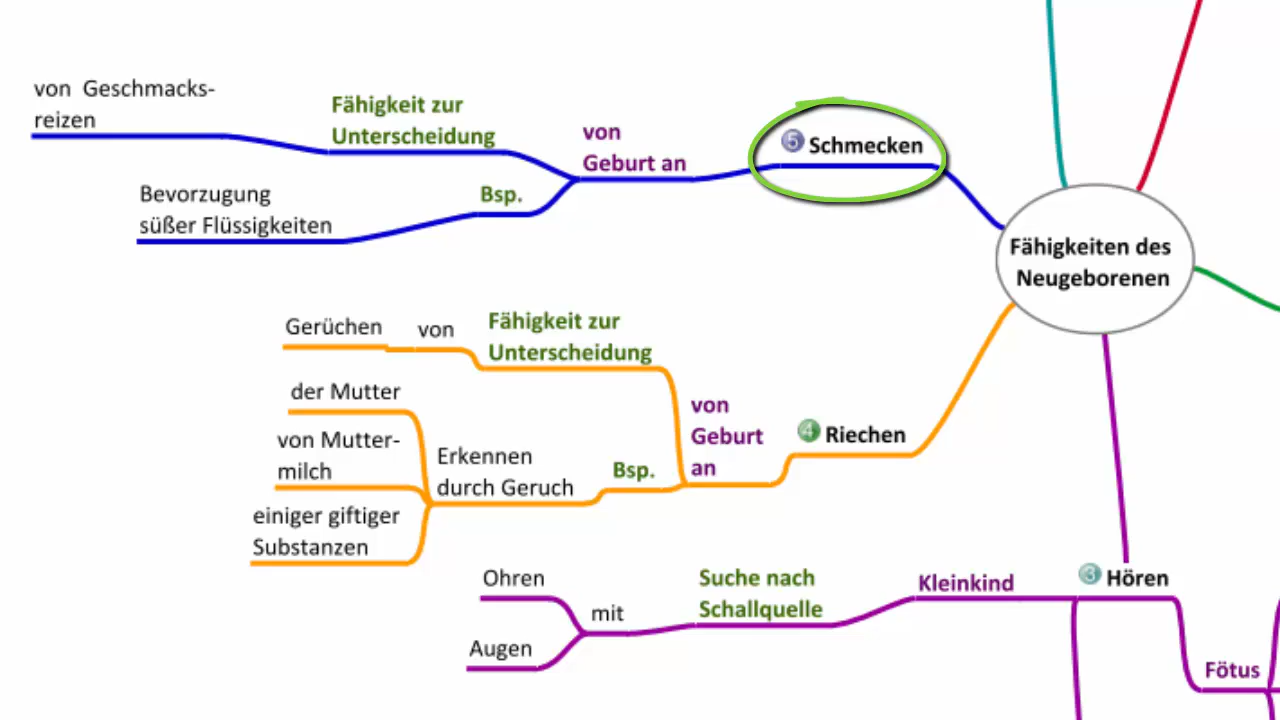 Fähigkeiten des
Neugeborenen
5 Schmecken
von
Geburt an
Fähigkeit zur
Unterscheidung
von Geschmacks-
reizen
Bsp.
Bevorzugung
süßer Flüssigkeiten
4 Riechen
von
Geburt
an
Fähigkeit zur
Unterscheidung
von
Gerüchen
Bsp.
Erkennen
durch Geruch
der Mutter
von Mutter-
milch
einiger giftiger
Substanzen
3 Hören
Kleinkind
Suche nach
Schallquelle
mit
Ohren
Augen
Fötus